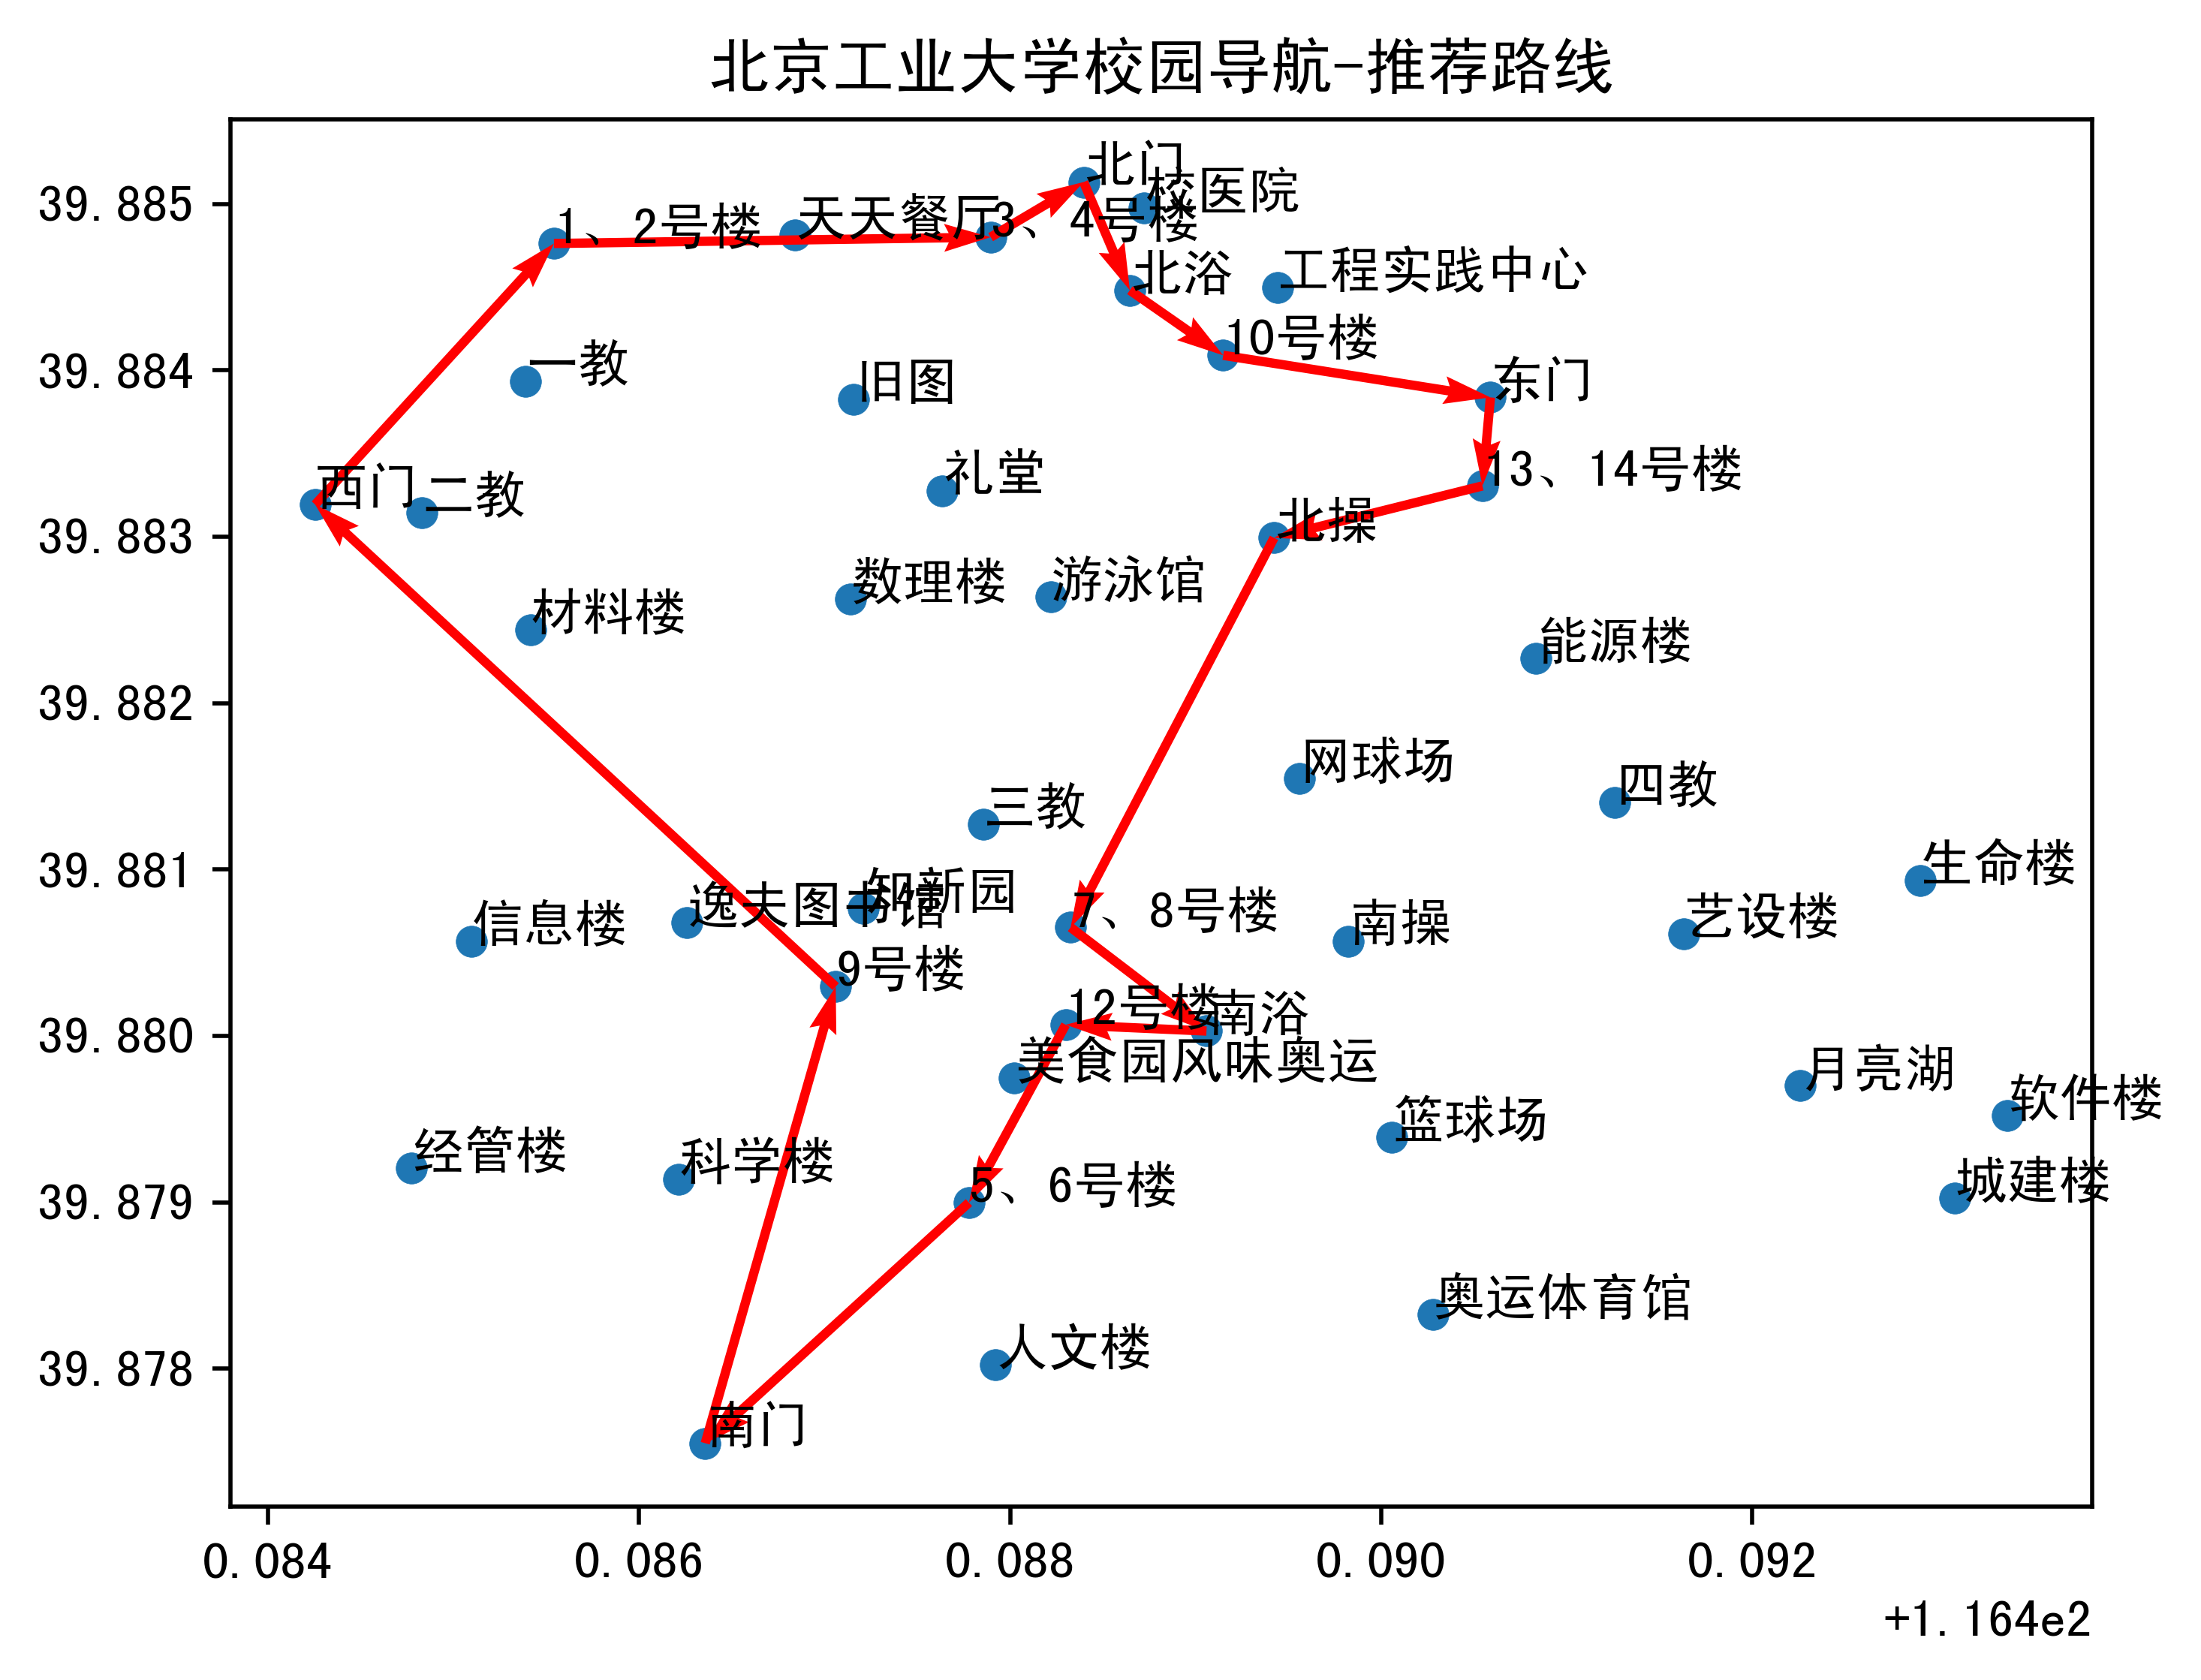 北京工业大学校园导航-推荐路线
北门
校医院
39.885
1、2号楼
天天餐厅
3、4号楼
北浴
工程实践中心
10号楼
39.884
一教
旧图
东门
西门
二教
礼堂
13、14号楼
39.883
北操
数理楼
游泳馆
材料楼
能源楼
39.882
网球场
四教
三教
39.881
生命楼
信息楼
逸夫图书馆
知新园
7、8号楼
南操
艺设楼
9号楼
39.880
12号楼
南浴
美食园风味奥运
月亮湖
软件楼
篮球场
经管楼
科学楼
39.879
5、6号楼
城建楼
奥运体育馆
39.878
人文楼
南门
0.084
0.086
0.088
0.090
0.092
+1.164e2